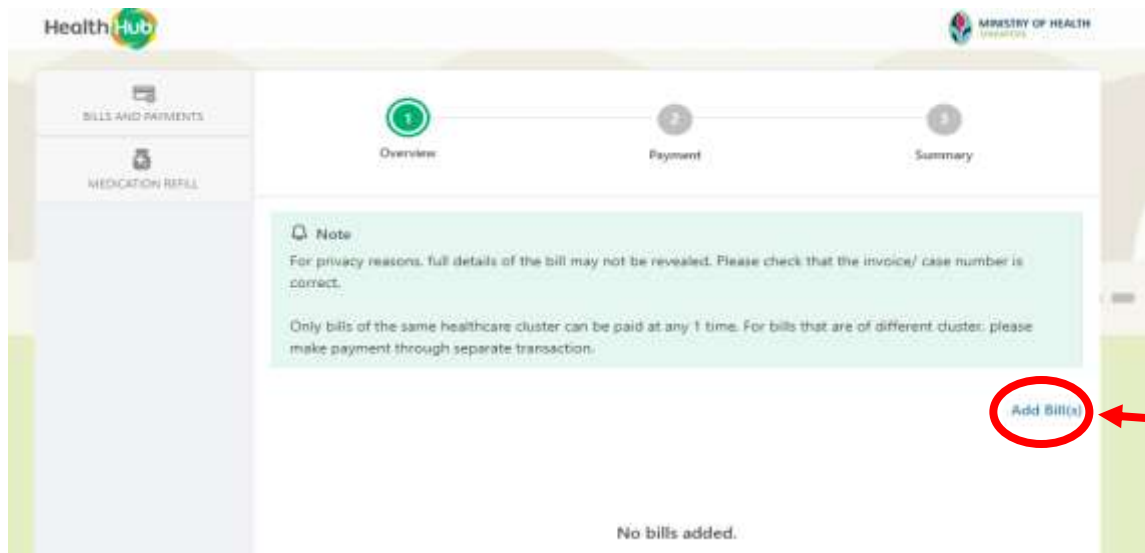 HealthHub
MINISTRY OF HEALTH
SINGAPORE
BILLS AND PAYMENTS
MEDICATION REFILL
1
2
3
Overview
Payment
Summary
Note
For privacy reasons, full details of the bill may not be revealed. Please check that the invoice/ case number is
correct.
Only bills of the same healthcare cluster can be paid at any 1 time. For bills that are of different cluster, please
make payment through separate transaction.
Add Bill(s)
No bills added.